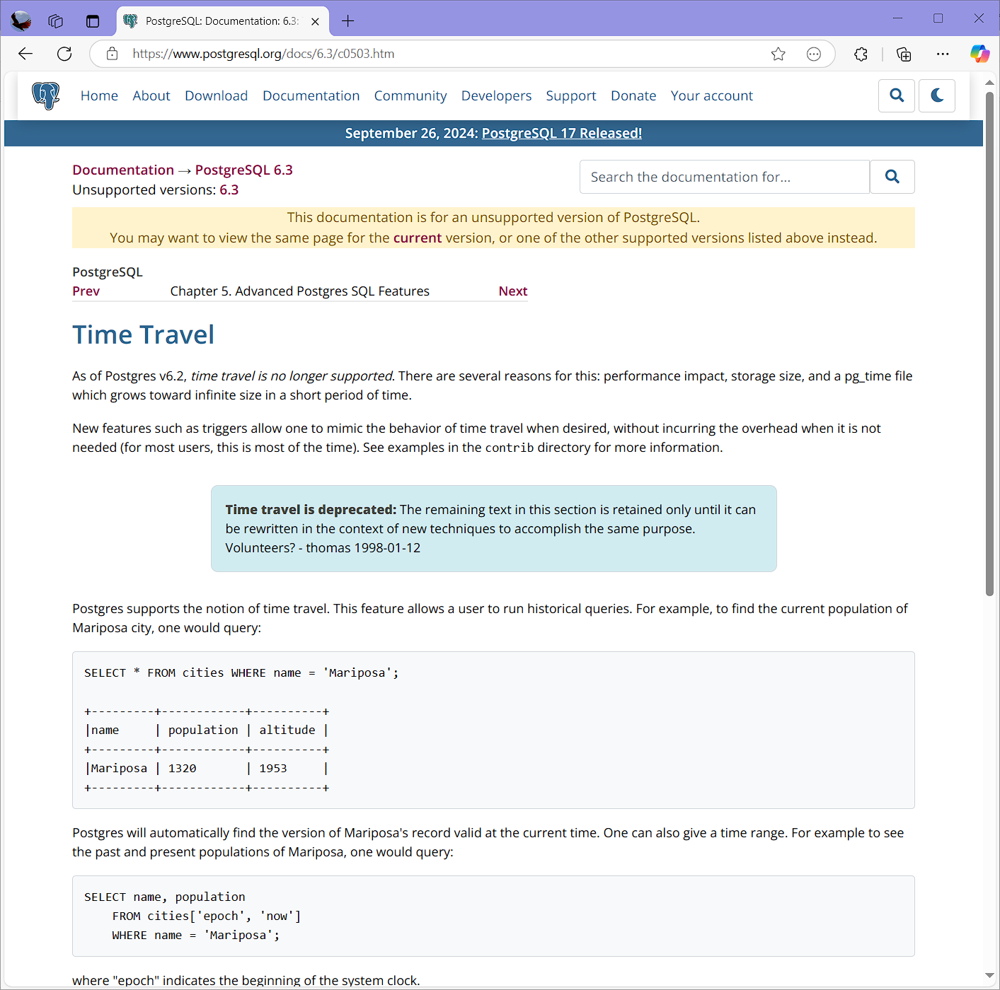 PostgreSQL: Documentation: 6.3:
https://www.postgresql.org/docs/6.3/c0503.htm
Home About Download Documentation Community Developers Support Donate Your account
September 26, 2024: PostgreSQL 17 Released!
Documentation → PostgreSQL 6.3
Search the documentation for...
Unsupported versions: 6.3
This documentation is for an unsupported version of PostgreSQL.
You may want to view the same page for the current version, or one of the other supported versions listed above instead.
PostgreSQL
Prev Chapter 5. Advanced Postgres SQL Features Next
Time Travel
As of Postgres v6.2, time travel is no longer supported. There are several reasons for this: performance impact, storage size, and a pg_time file
which grows toward infinite size in a short period of time.
New features such as triggers allow one to mimic the behavior of time travel when desired, without incurring the overhead when it is not
needed (for most users, this is most of the time). See examples in the contrib directory for more information.
Time travel is deprecated: The remaining text in this section is retained only until it can
be rewritten in the context of new techniques to accomplish the same purpose.
Volunteers? - thomas 1998-01-12
Postgres supports the notion of time travel. This feature allows a user to run historical queries. For example, to find the current population of
Mariposa city, one would query:
SELECT * FROM cities WHERE name = 'Mariposa';
+---------+------------+----------+
|name     | population | altitude |
+---------+------------+----------+
|Mariposa | 1320       | 1953     |
+---------+------------+----------+
Postgres will automatically find the version of Mariposa's record valid at the current time. One can also give a time range. For example to see
the past and present populations of Mariposa, one would query:
SELECT name, population
    FROM cities['epoch', 'now']
    WHERE name = 'Mariposa';
where "epoch" indicates the beginning of the system clock.